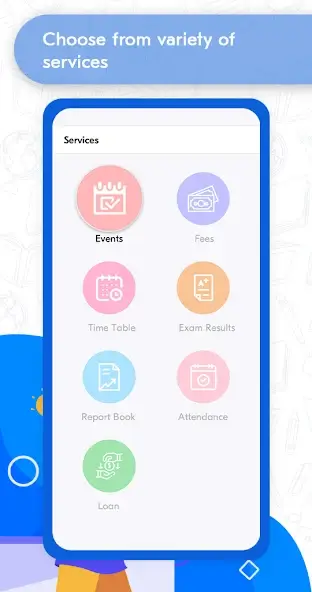 Choose from variety of
services
Services
Events
Fees
Time Table
Exam Results
Report Book
Attendance
Loan